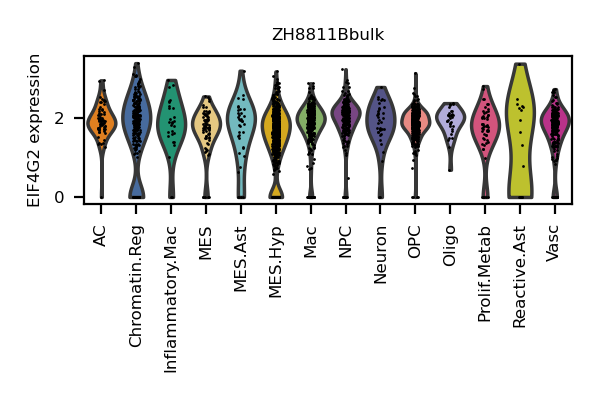 ZH8811Bbulk
EIF4G2 expression
2
0
AC
Chromatin.Reg
Inflammatory.Mac
MES
MES.Ast
MES.Hyp
Mac
NPC
Neuron
OPC
Oligo
Prolif.Metab
Reactive.Ast
Vasc